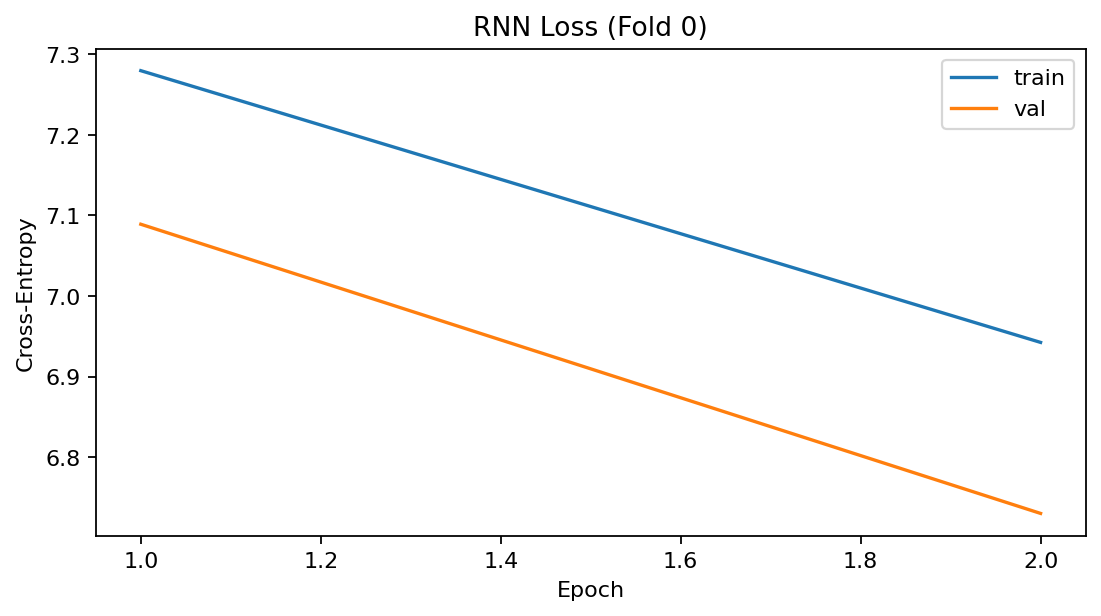 RNN Loss (Fold 0)
train
val
Cross-Entropy
7.3
7.2
7.1
7.0
6.9
6.8
1.0 1.2 1.4 1.6 1.8 2.0
Epoch